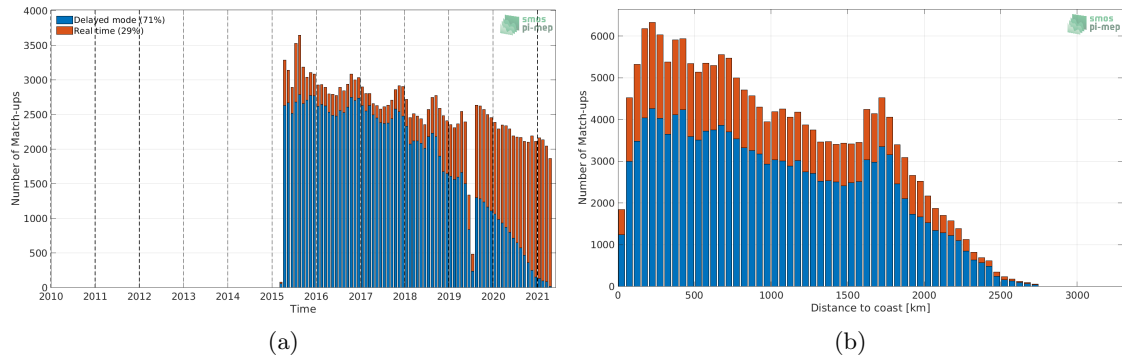 Delayed mode (71%)
Real time (29%)
smos
pi-mep
Number of Match-ups
4000
3500
3000
2500
2000
1500
1000
500
0
2010 2011 2012 2013 2014 2015 2016 2017 2018 2019 2020 2021
Time
(a)
smos
pi-mep
Number of Match-ups
6000
5000
4000
3000
2000
1000
0
0 500 1000 1500 2000 2500 3000
Distance to coast [km]
(b)